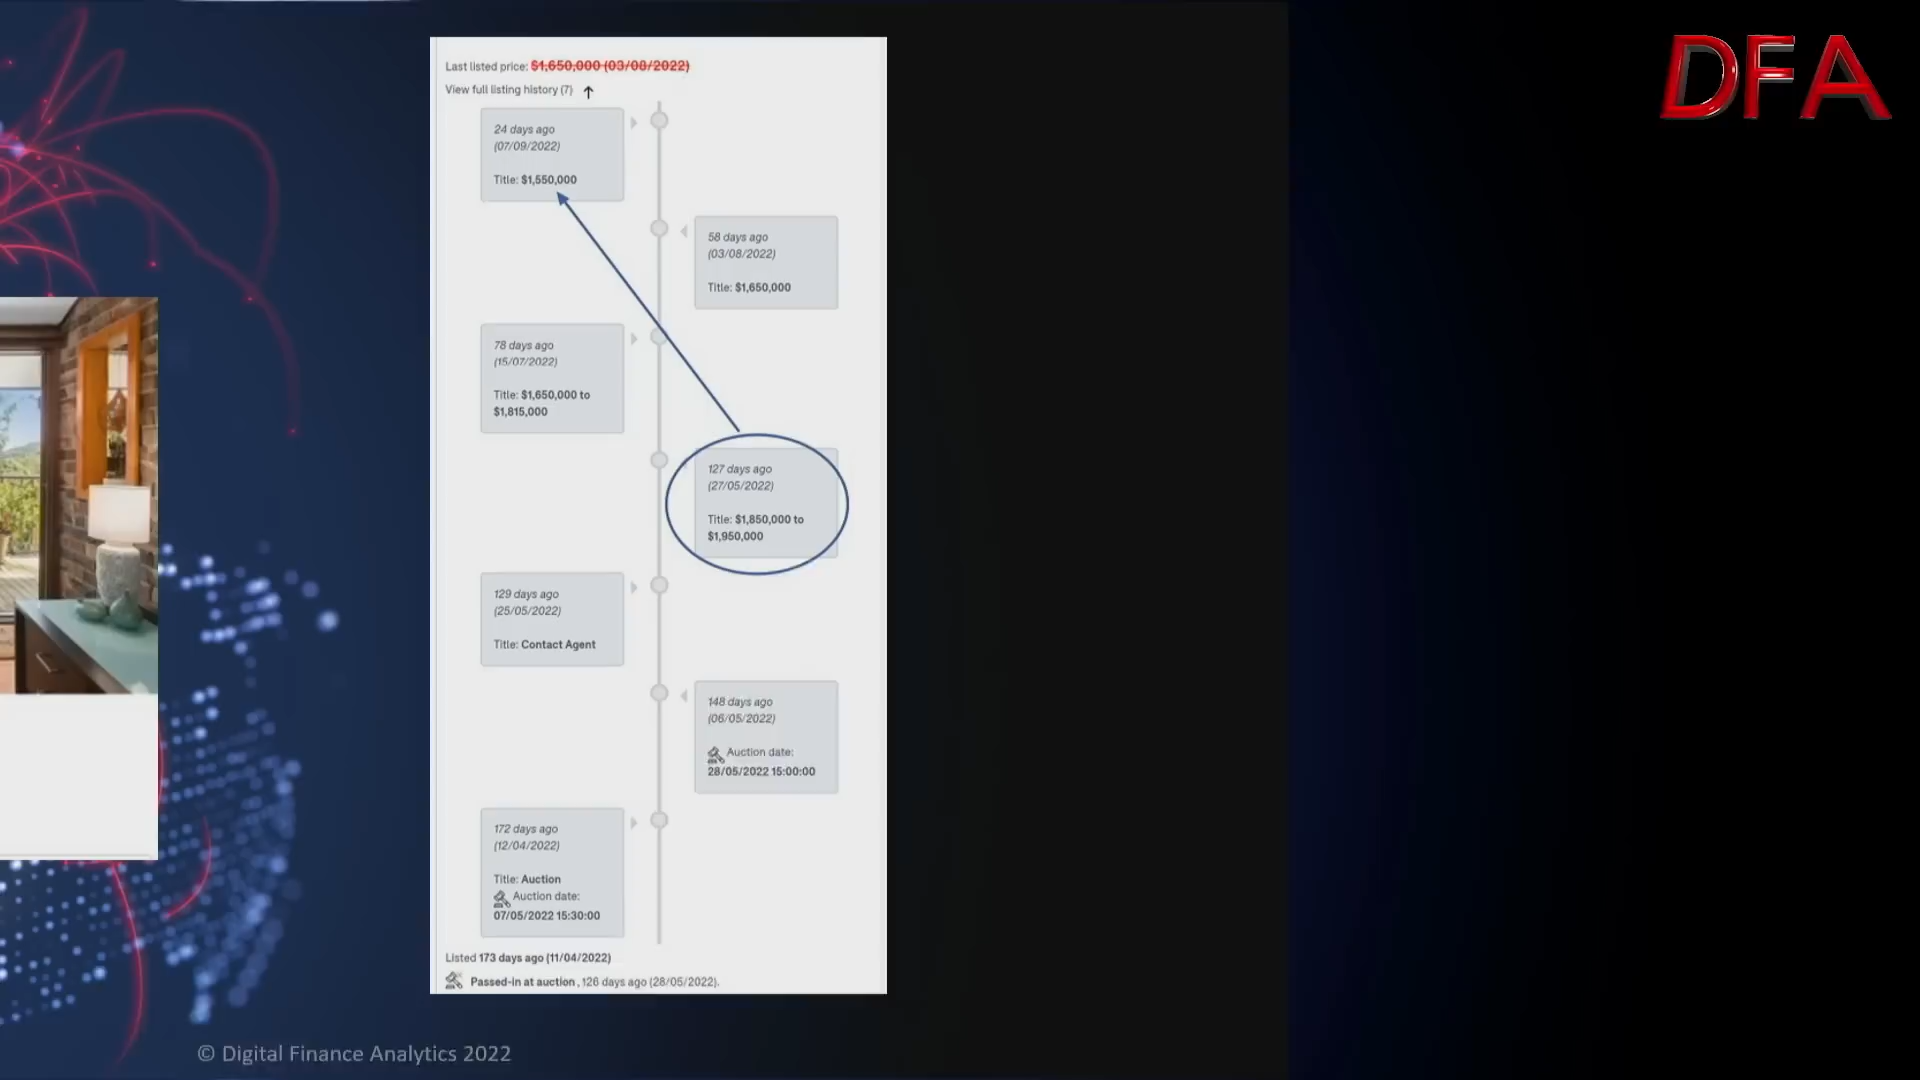 DFA
Last listed price: $1,650,000 (03/08/2022)
View full listing history (7)
24 days ago
(07/09/2022)
Title: $1,550,000
58 days ago
(03/08/2022)
Title: $1,650,000
78 days ago
(15/07/2022)
Title: $1,650,000 to
$1,815,000
127 days ago
(27/05/2022)
Title: $1,850,000 to
$1,950,000
129 days ago
(25/05/2022)
Title: Contact Agent
148 days ago
(06/05/2022)
Auction date:
28/05/2022 15:00:00
172 days ago
(12/04/2022)
Title: Auction
Auction date:
07/05/2022 15:30:00
Listed 173 days ago (11/04/2022)
Passed-in at auction, 126 days ago (28/05/2022).
© Digital Finance Analytics 2022